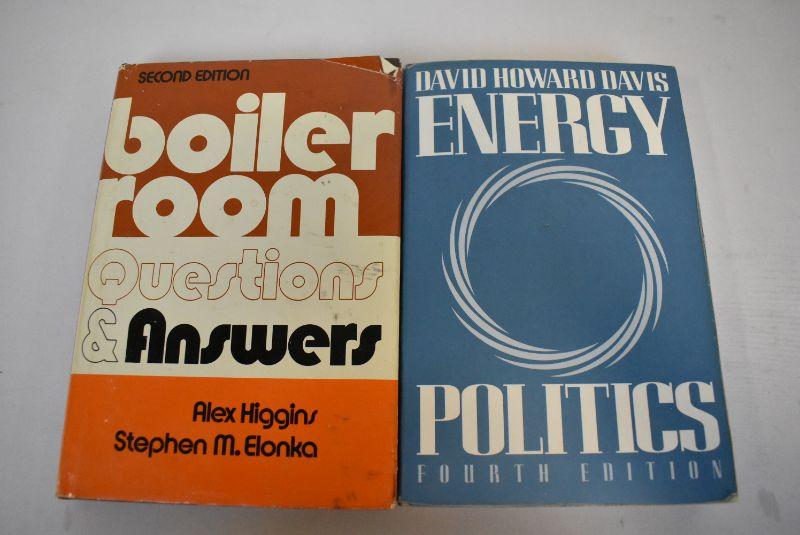 SECOND EDITION
boiler
room
Questions
& Answers
Alex Higgins
Stephen M. Elonka
DAVID HOWARD DAVIS
ENERGY
POLITICS
FOURTH EDITION